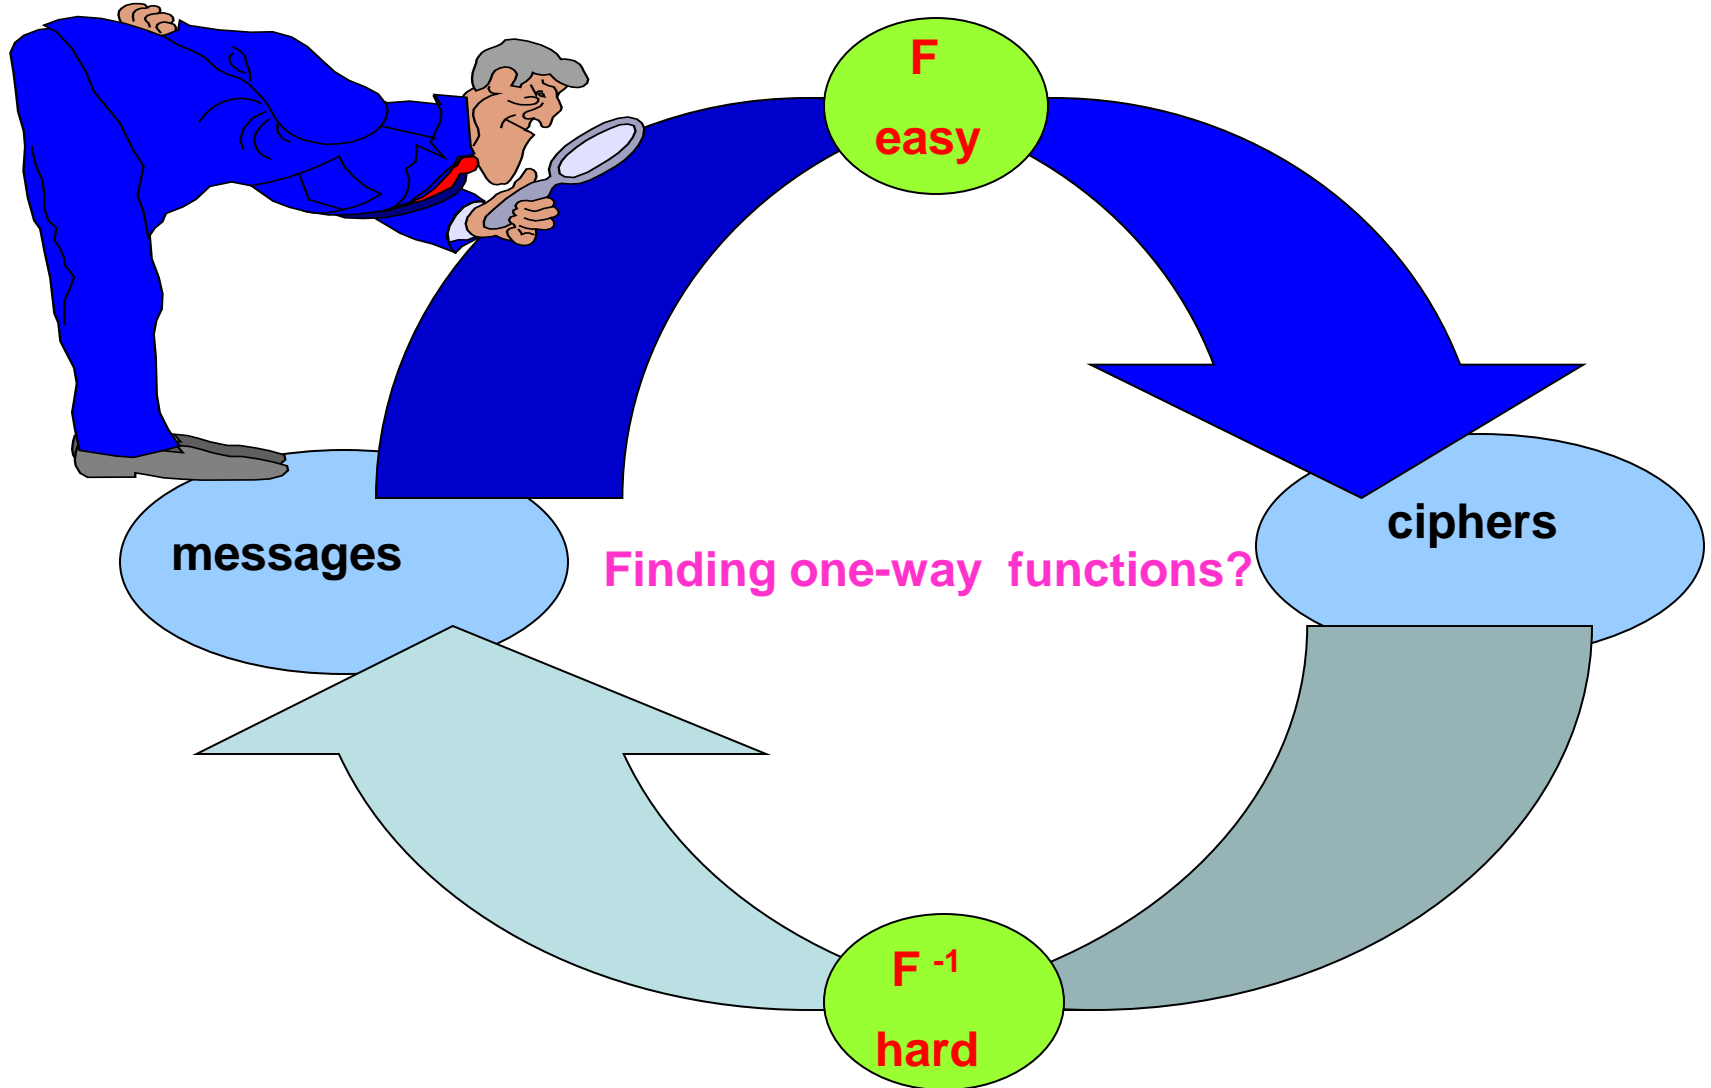 F
easy
ciphers
messages
Finding one-way functions?
F -1
hard